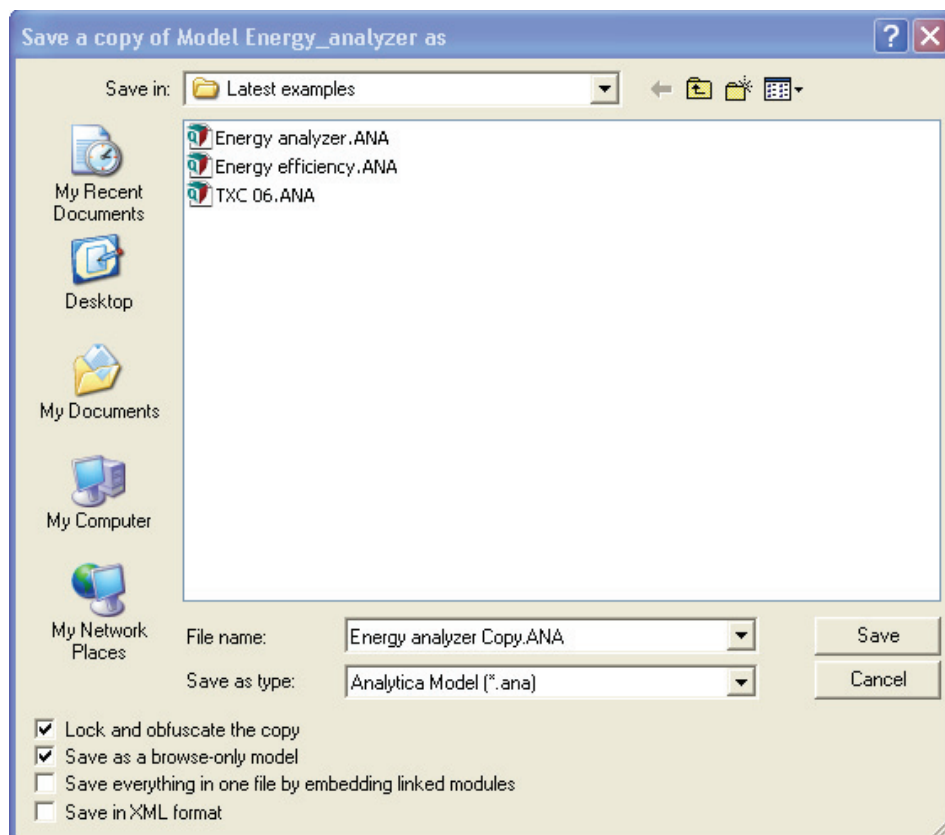 Save a copy of Model Energy_analyzer as
Save in:
Latest examples
My Recent
Documents
Desktop
My Documents
My Computer
My Network
Places
Energy analyzer.ANA
Energy efficiency.ANA
TXC 06.ANA
File name:
Energy analyzer Copy.ANA
Save
Save as type:
Analytica Model (*.ana)
Cancel
Lock and obfuscate the copy
Save as a browse-only model
Save everything in one file by embedding linked modules
Save in XML format